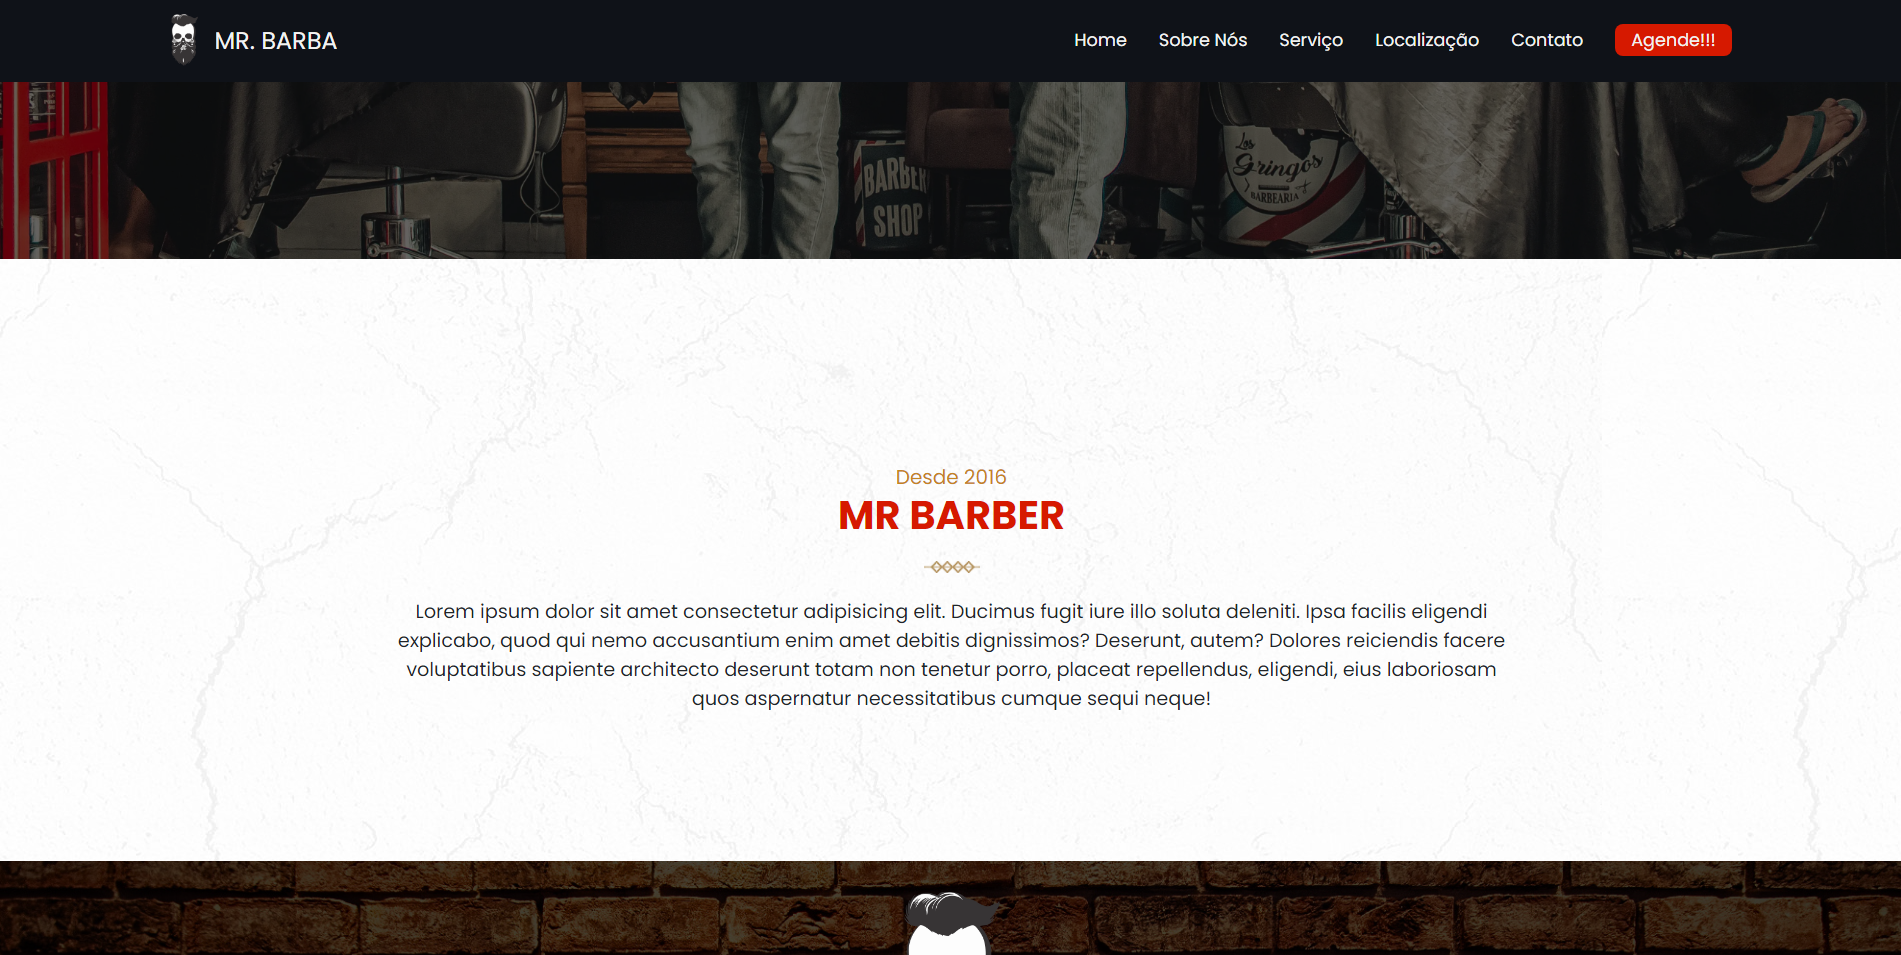 MR. BARBA
Home
Sobre Nós
Serviço
Localização
Contato
Agende!!!
BARBER
SHOP
Los
Gringos
BARBEARIA
Desde 2016
MR BARBER
Lorem ipsum dolor sit amet consectetur adipisicing elit. Ducimus fugit iure illo soluta deleniti. Ipsa facilis eligendi
explicabo, quod qui nemo accusantium enim amet debitis dignissimos? Deserunt, autem? Dolores reiciendis facere
voluptatibus sapiente architecto deserunt totam non tenetur porro, placeat repellendus, eligendi, eius laboriosam
quos aspernatur necessitatibus cumque sequi neque!